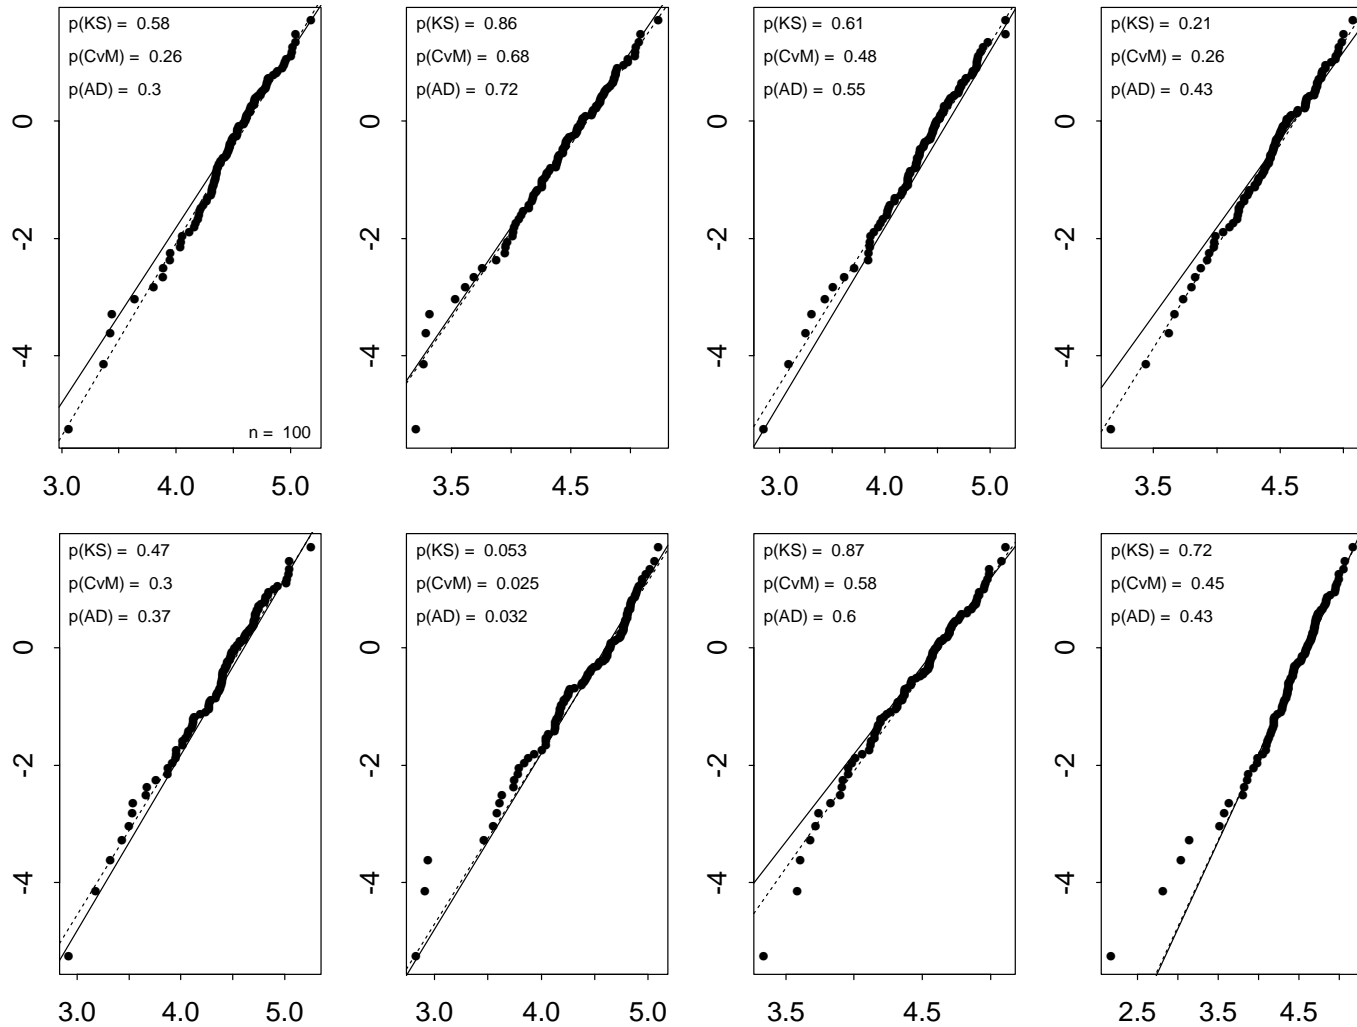 p(KS) = 0.58
p(CvM) = 0.26
p(AD) = 0.3
n = 100
0
-2
-4
3.0 4.0 5.0
p(KS) = 0.86
p(CvM) = 0.68
p(AD) = 0.72
0
-2
-4
3.5 4.5
p(KS) = 0.61
p(CvM) = 0.48
p(AD) = 0.55
0
-2
-4
3.0 4.0 5.0
p(KS) = 0.21
p(CvM) = 0.26
p(AD) = 0.43
0
-2
-4
3.5 4.5
p(KS) = 0.47
p(CvM) = 0.3
p(AD) = 0.37
0
-2
-4
3.0 4.0 5.0
p(KS) = 0.053
p(CvM) = 0.025
p(AD) = 0.032
0
-2
-4
3.0 4.0 5.0
p(KS) = 0.87
p(CvM) = 0.58
p(AD) = 0.6
0
-2
-4
3.5 4.5
p(KS) = 0.72
p(CvM) = 0.45
p(AD) = 0.43
0
-2
-4
2.5 3.5 4.5